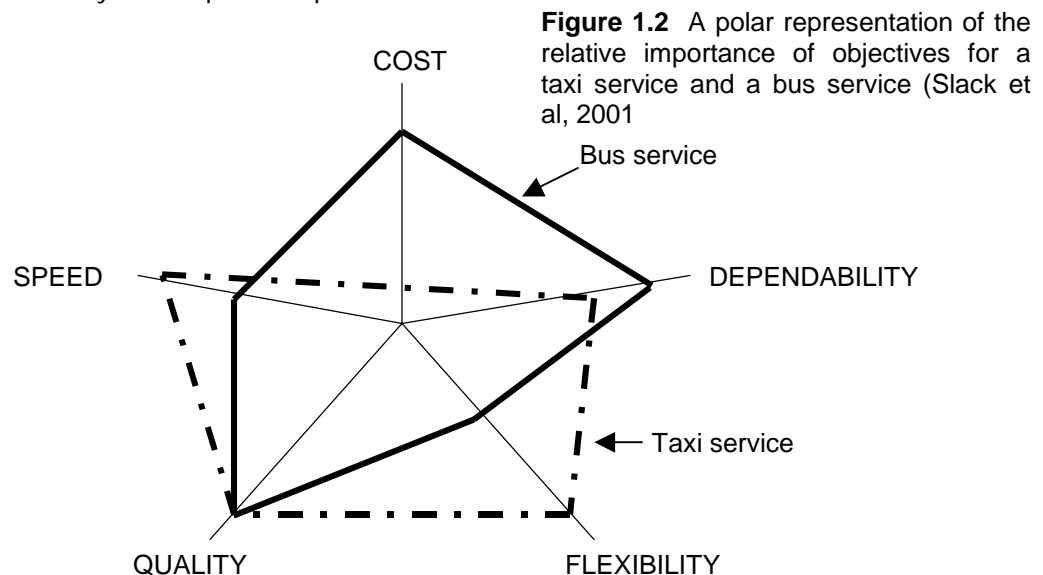 Figure 1.2 A polar representation of the
relative importance of objectives for a
taxi service and a bus service (Slack et
al, 2001
COST
Bus service
SPEED
DEPENDABILITY
Taxi service
QUALITY
FLEXIBILITY